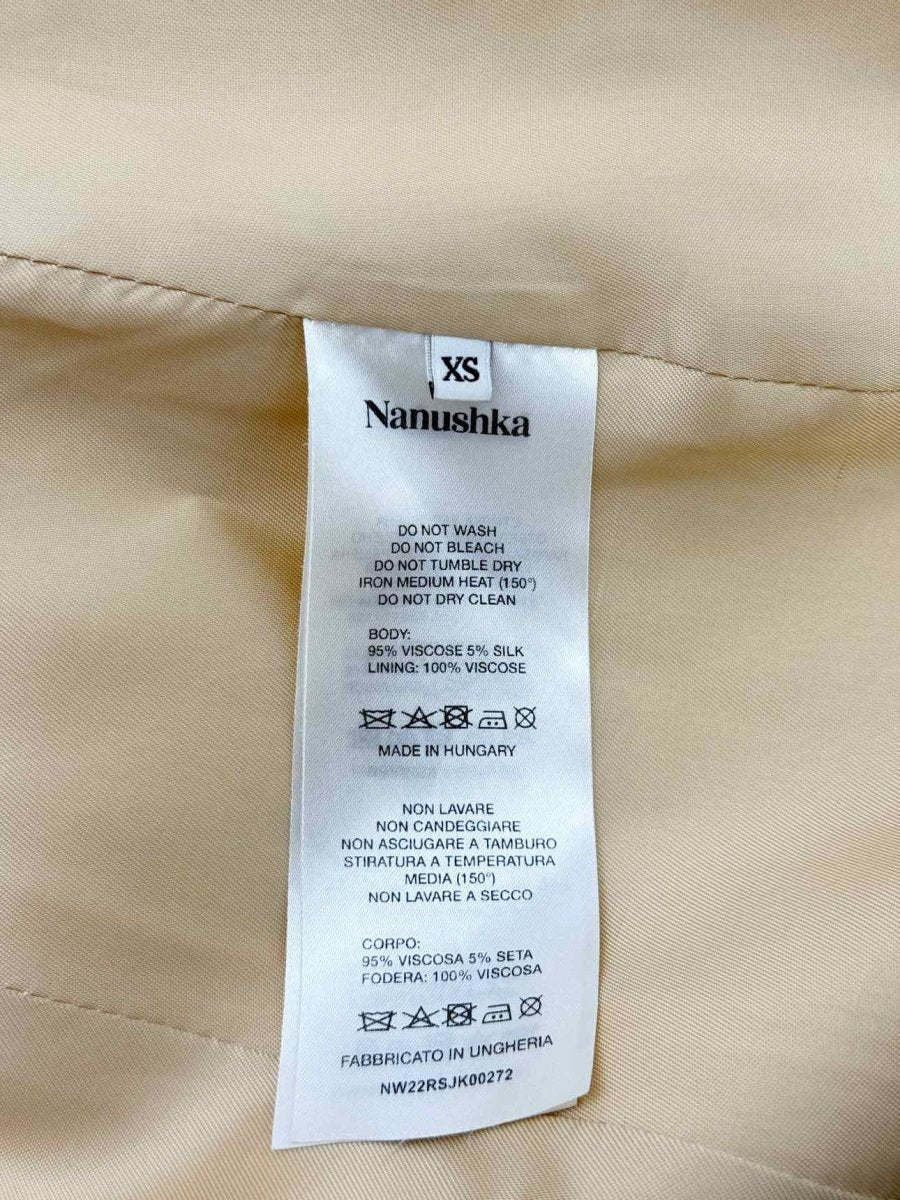 XS
Nanushka
DO NOT WASH
DO NOT BLEACH
DO NOT TUMBLE DRY
IRON MEDIUM HEAT (150°)
DO NOT DRY CLEAN
BODY:
95% VISCOSE 5% SILK
LINING: 100% VISCOSE
MADE IN HUNGARY
NON LAVARE
NON CANDEGGIARE
NON ASCIUGARE A TAMBURO
STIRATURA A TEMPERATURA
MEDIA (150°)
NON LAVARE A SECCO
CORPO:
95% VISCOSA 5% SETA
FODERA: 100% VISCOSA
FABBRICATO IN UNGHERIA
NW22RSJK00272